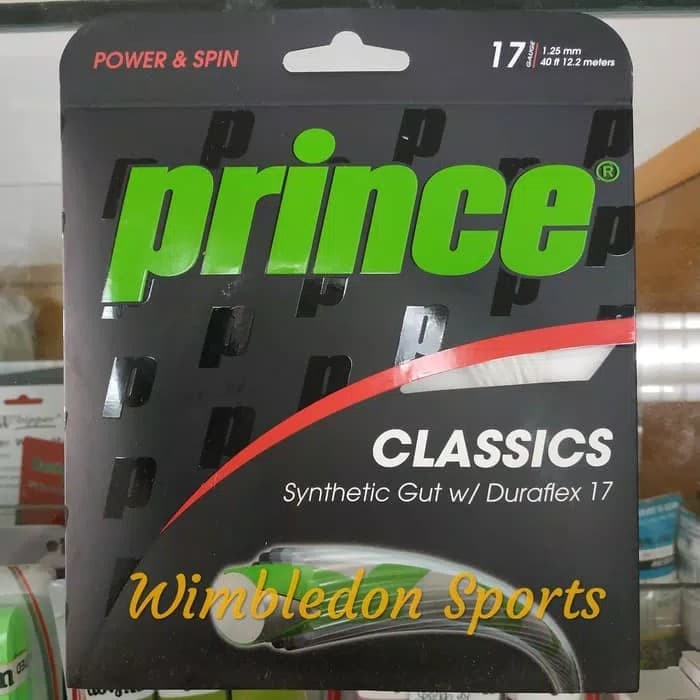 POWER & SPIN
17 GAUGE 1.25 mm
40 ft 12.2 meters
prince®
CLASSICS
Synthetic Gut w/ Duraflex 17
Wimbledon Sports